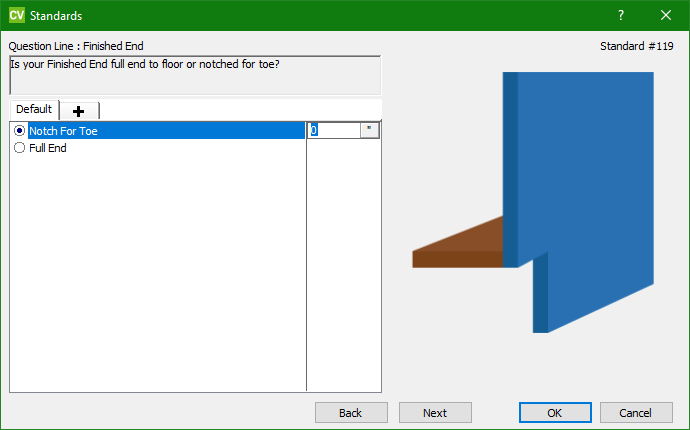 CV Standards
?
Question Line : Finished End
Standard #119
Is your Finished End full end to floor or notched for toe?
Default
Notch For Toe
0
"
Full End
Back
Next
OK
Cancel